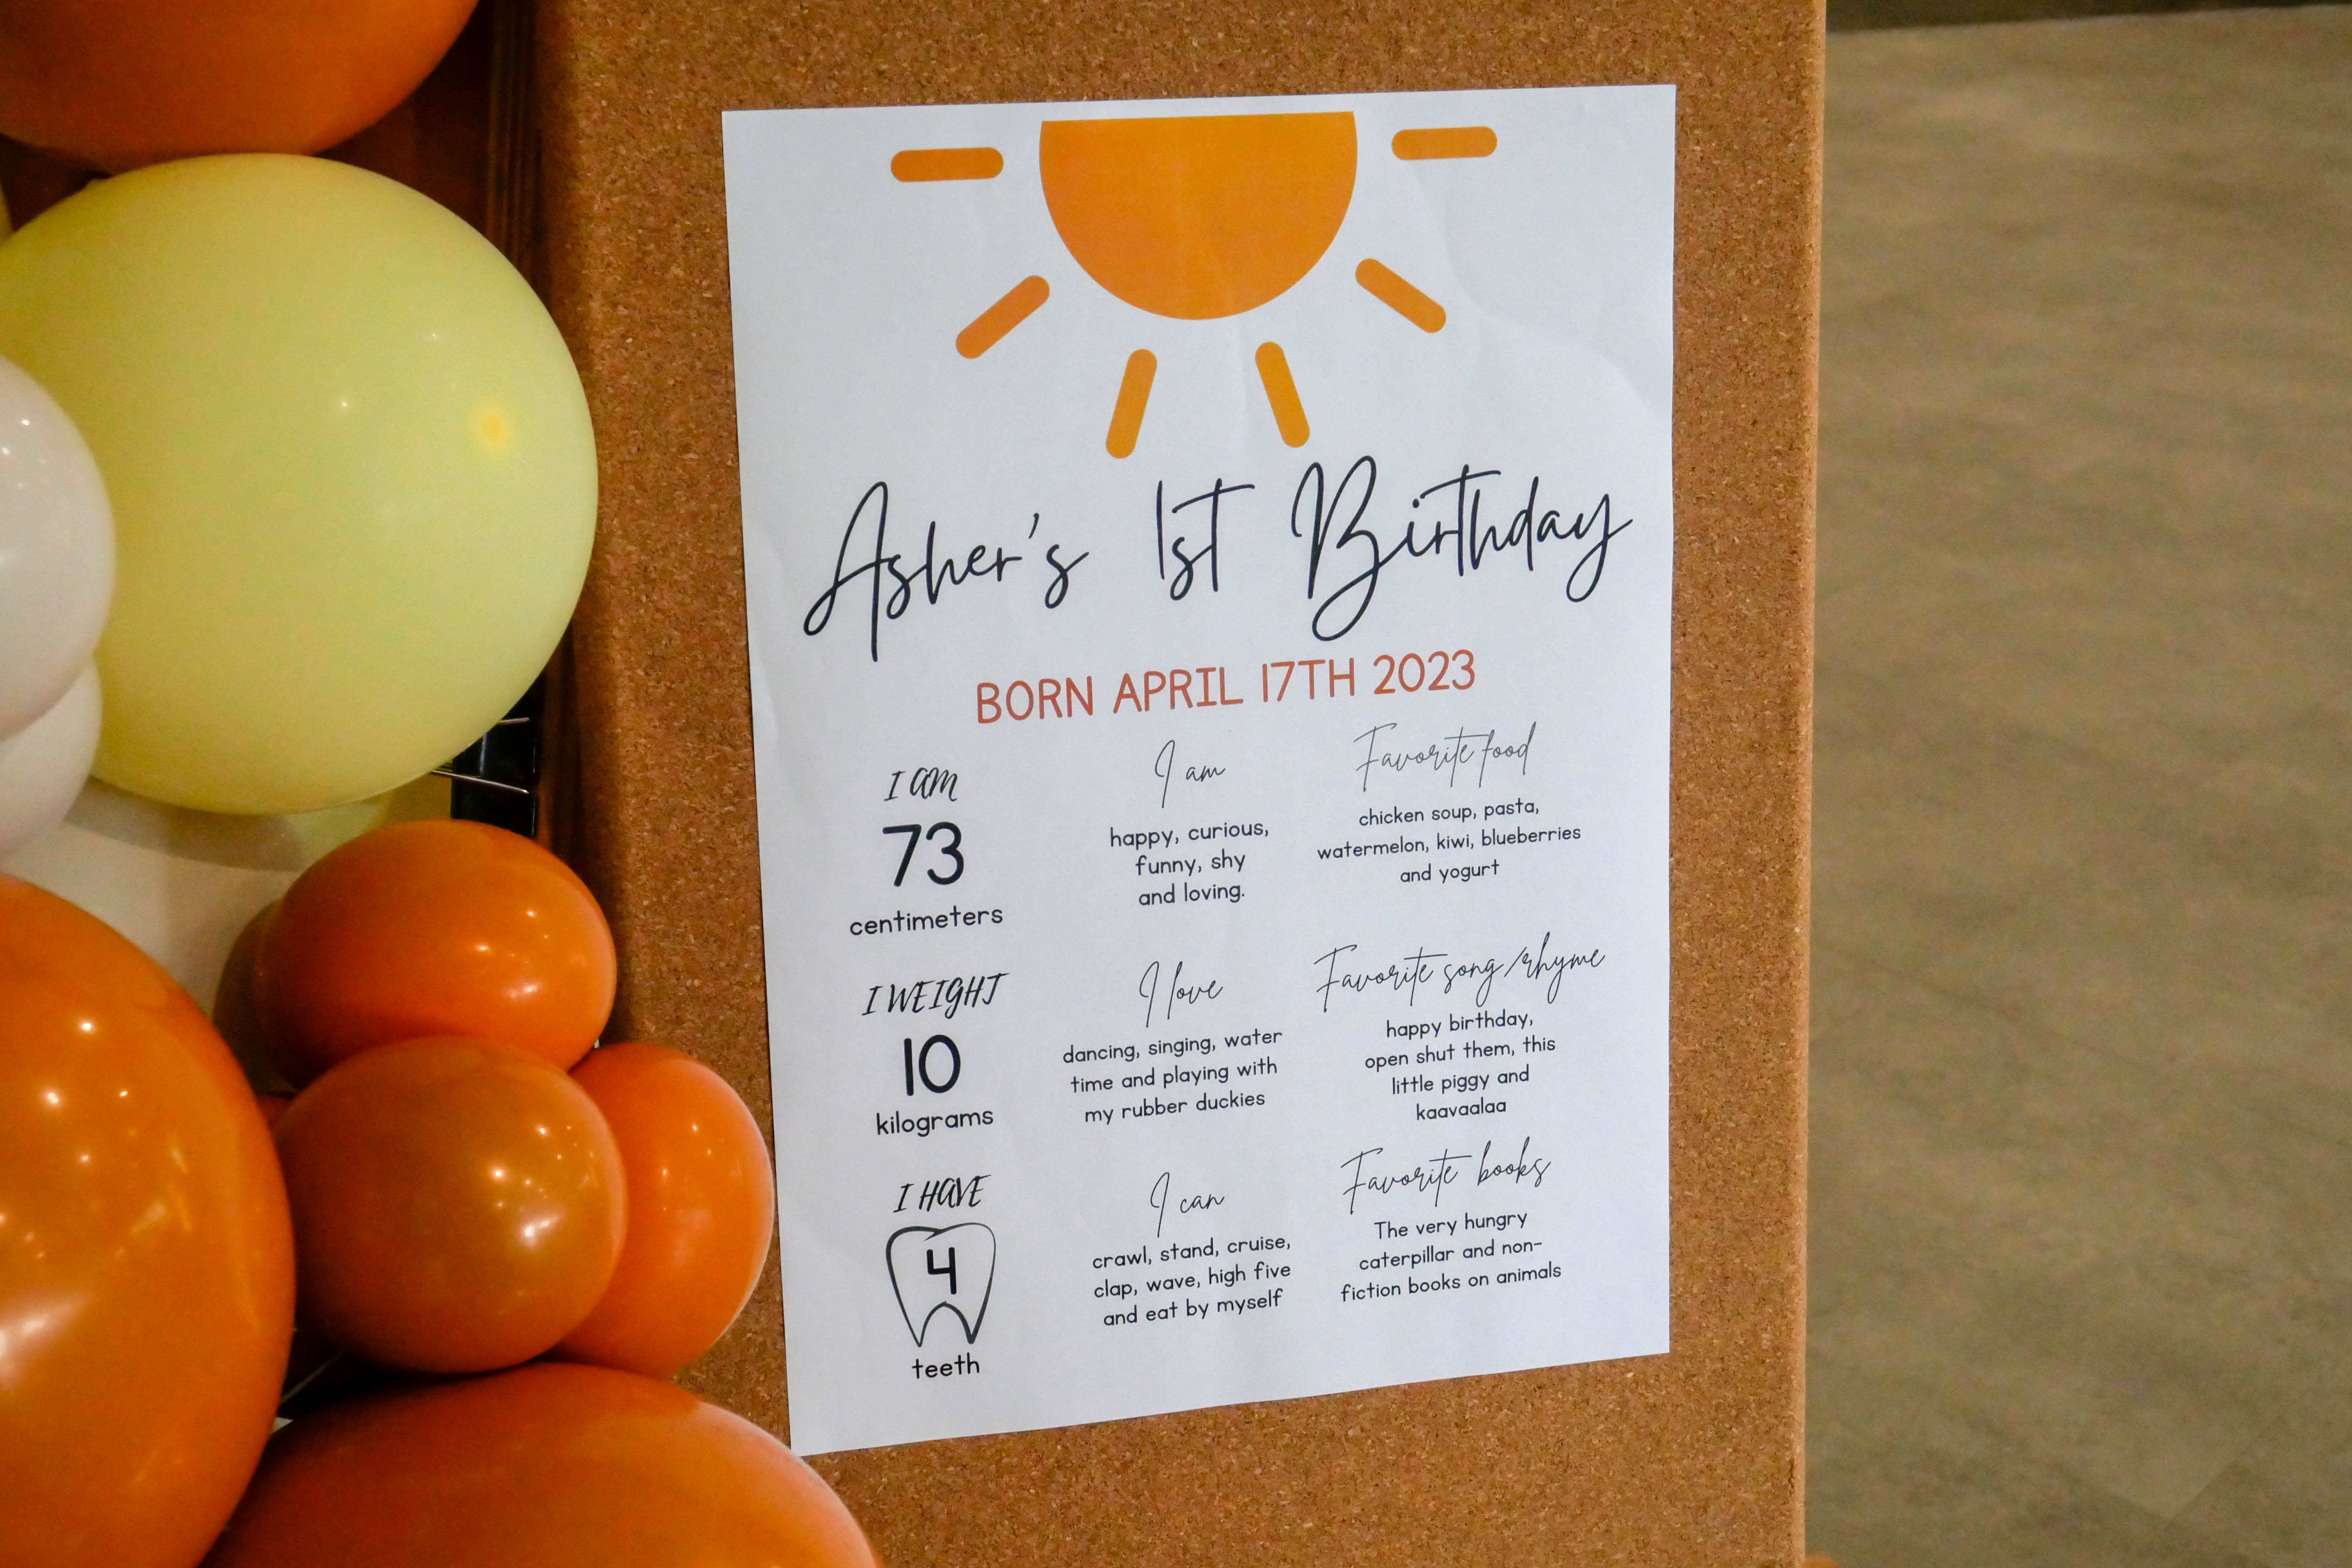 Asher's 1st Birthday
BORN APRIL 17TH 2023
I AM
73
centimeters
I WEIGHT
10
kilograms
I HAVE
4
teeth
I am
happy, curious,
funny, shy
and loving.
I love
dancing, singing, water
time and playing with
my rubber duckies
I can
crawl, stand, cruise,
clap, wave, high five
and eat by myself
Favorite food
chicken soup, pasta,
watermelon, kiwi, blueberries
and yogurt
Favorite song/rhyme
happy birthday,
open shut them, this
little piggy and
kaavaalaa
Favorite books
The very hungry
caterpillar and non-
fiction books on animals